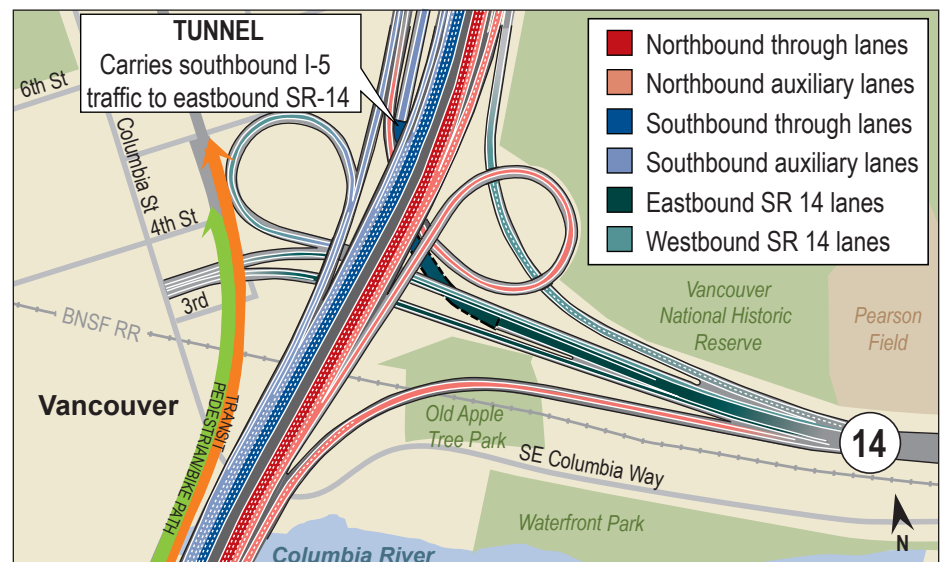 TUNNEL
Carries southbound I-5
traffic to eastbound SR-14
Northbound through lanes
Northbound auxiliary lanes
Southbound through lanes
Southbound auxiliary lanes
Eastbound SR 14 lanes
Westbound SR 14 lanes
6th St
Columbia St
4th St
3rd
BNSF RR
Vancouver
TRANSIT
PEDESTRIAN/BIKE PATH
Vancouver
National Historic
Reserve
Pearson
Field
Old Apple
Tree Park
14
SE Columbia Way
Waterfront Park
Columbia River
N